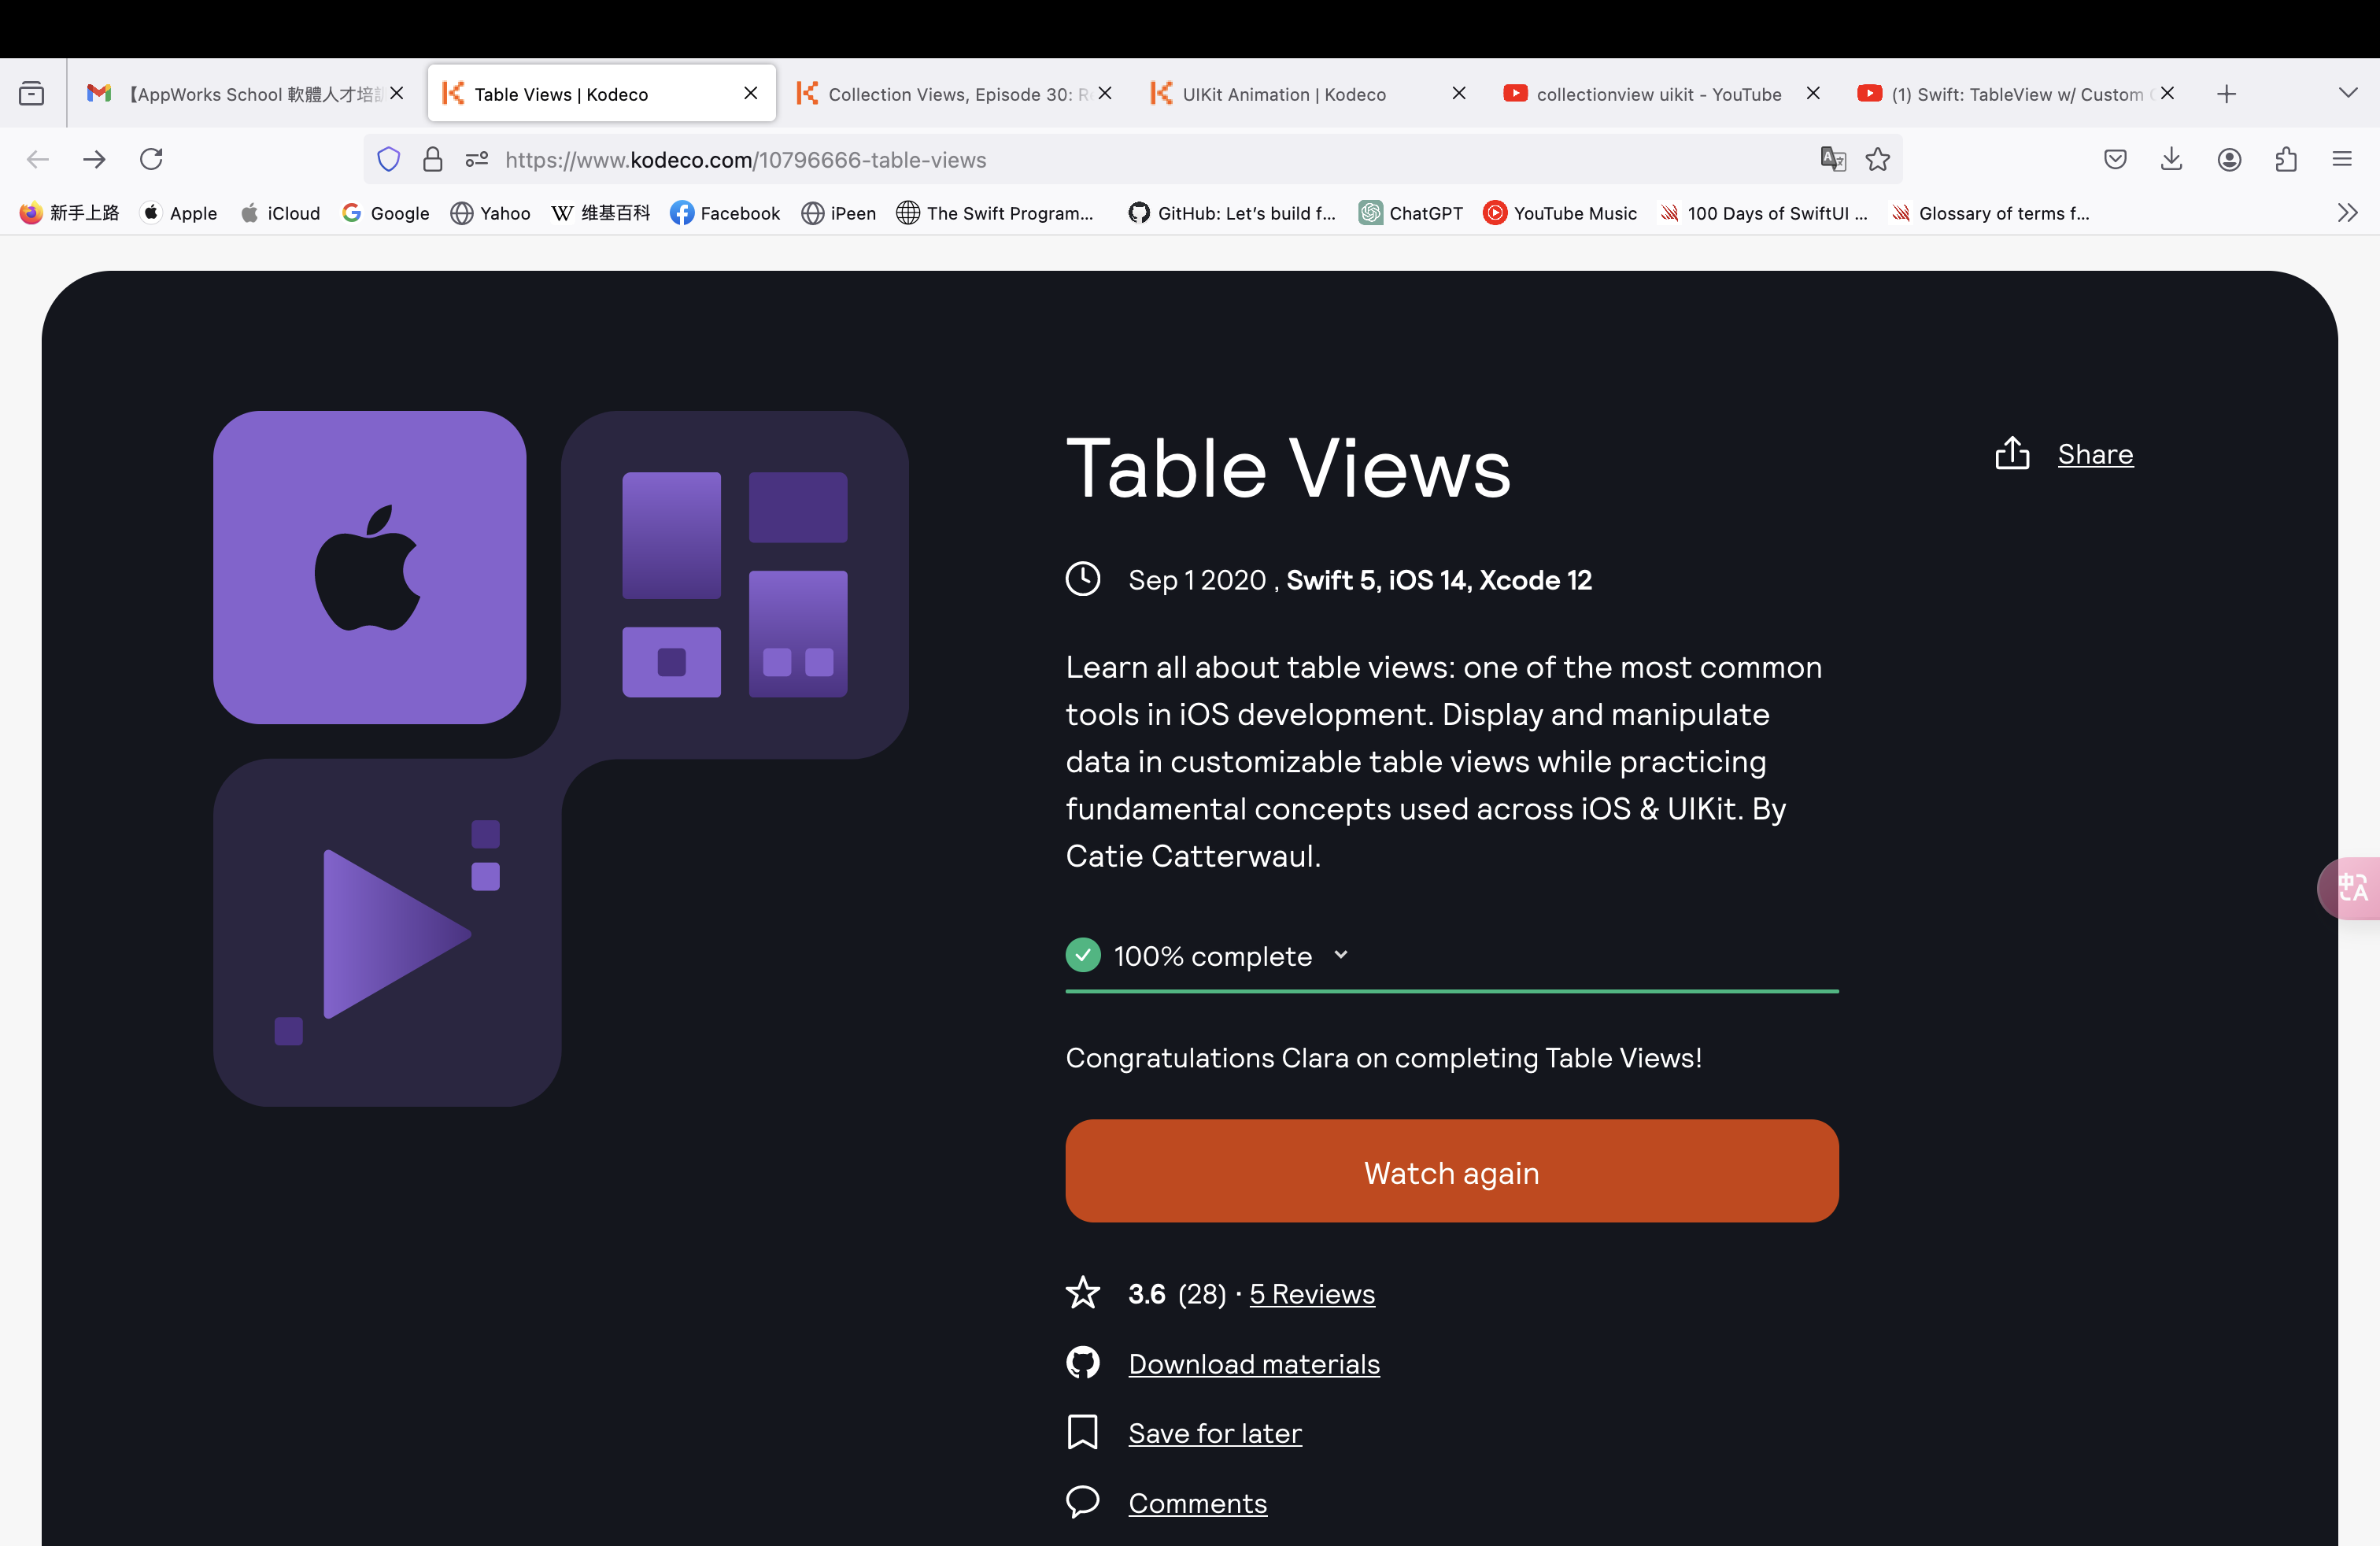 【AppWorks School 軟體人才培
Table Views | Kodeco
Collection Views, Episode 30: R
UIKit Animation | Kodeco
collectionview uikit - YouTube
(1) Swift: TableView w/ Custom
https://www.kodeco.com/10796666-table-views
新手上路
Apple
iCloud
Google
Yahoo
W 维基百科
Facebook
iPeen
The Swift Program...
GitHub: Let's build f...
ChatGPT
YouTube Music
100 Days of SwiftUI ...
Glossary of terms f...
Table Views
Share
Sep 1 2020 , Swift 5, iOS 14, Xcode 12
Learn all about table views: one of the most common
tools in iOS development. Display and manipulate
data in customizable table views while practicing
fundamental concepts used across iOS & UIKit. By
Catie Catterwaul.
100% complete
Congratulations Clara on completing Table Views!
Watch again
3.6 (28) · 5 Reviews
Download materials
Save for later
Comments